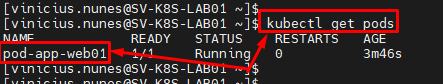 [vinicius.nunes@SV-K8S-LAB01 ~]$
[vinicius.nunes@SV-K8S-LAB01 ~]$ kubectl get pods
NAME READY STATUS RESTARTS AGE
pod-app-web01 1/1 Running 0 3m46s
[vinicius.nunes@SV-K8S-LAB01 ~]$